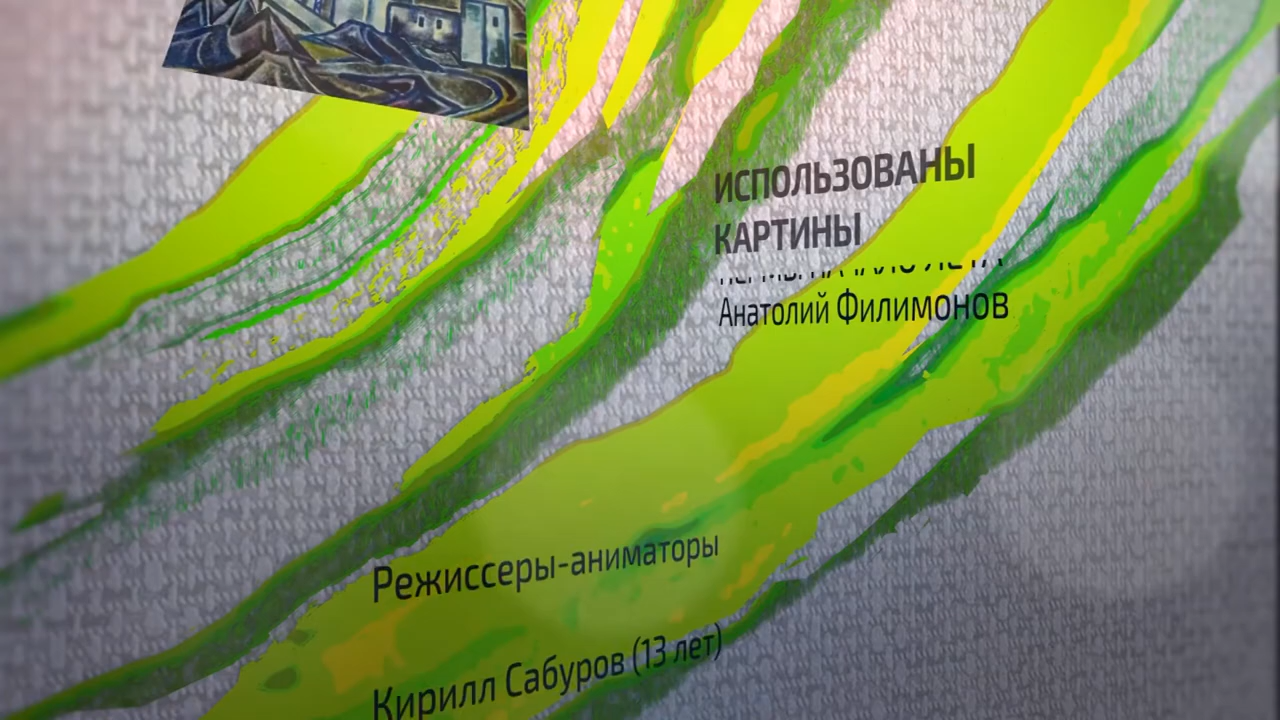 ИСПОЛЬЗОВАНЫ
КАРТИНЫ
Анатолий Филимонов
Режиссеры-аниматоры
Кирилл Сабуров (13 лет)